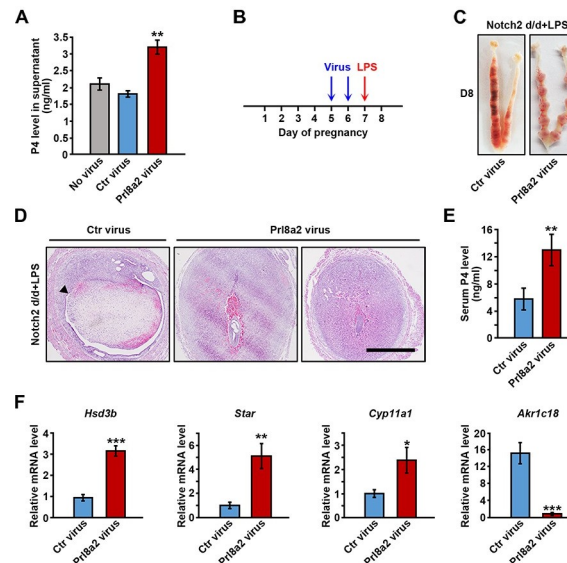 A
P4 level in supernatant
(ng/ml)
3.5
3
2.5
2
1.5
1
0.5
0
**
No virus
Ctr virus
Prl8a2 virus
B
Virus
LPS
1 2 3 4 5 6 7 8
Day of pregnancy
C
Notch2 d/d+LPS
D8
Ctr virus
Prl8a2 virus
D
Ctr virus
Prl8a2 virus
Notch2 d/d+LPS
E
Serum P4 level
(ng/ml)
16
12
8
4
0
**
Ctr virus
Prl8a2 virus
F
Hsd3b
Relative mRNA level
4
3
2
1
0
***
Ctr virus
Prl8a2 virus
Star
Relative mRNA level
6
4
2
0
**
Ctr virus
Prl8a2 virus
Cyp11a1
Relative mRNA level
3
2
1
0
*
Ctr virus
Prl8a2 virus
Akr1c18
Relative mRNA level
20
16
12
8
4
0
***
Ctr virus
Prl8a2 virus